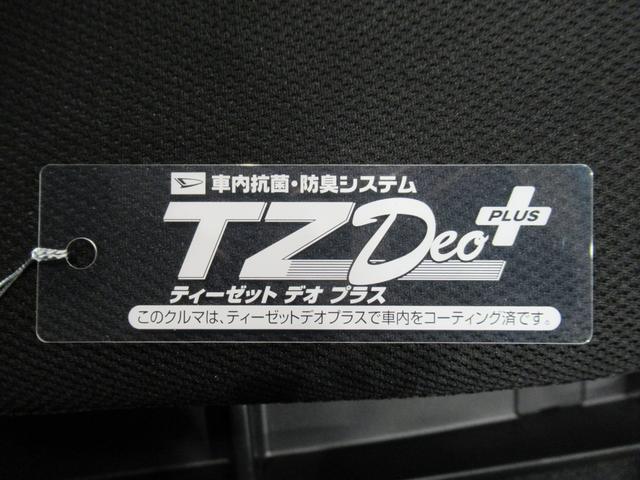 車内抗菌・防臭システム
TZ Deo PLUS
ティーゼット デオ プラス
このクルマは、ティーゼットデオプラスで車内をコーティング済です。